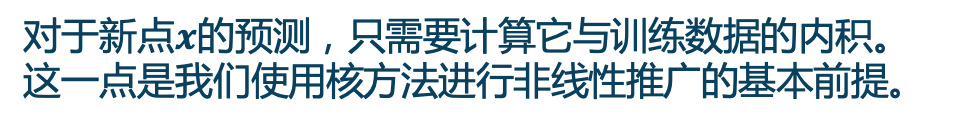 对于新点x的预测，只需要计算它与训练数据的内积。
这一点是我们使用核方法进行非线性推广的基本前提。